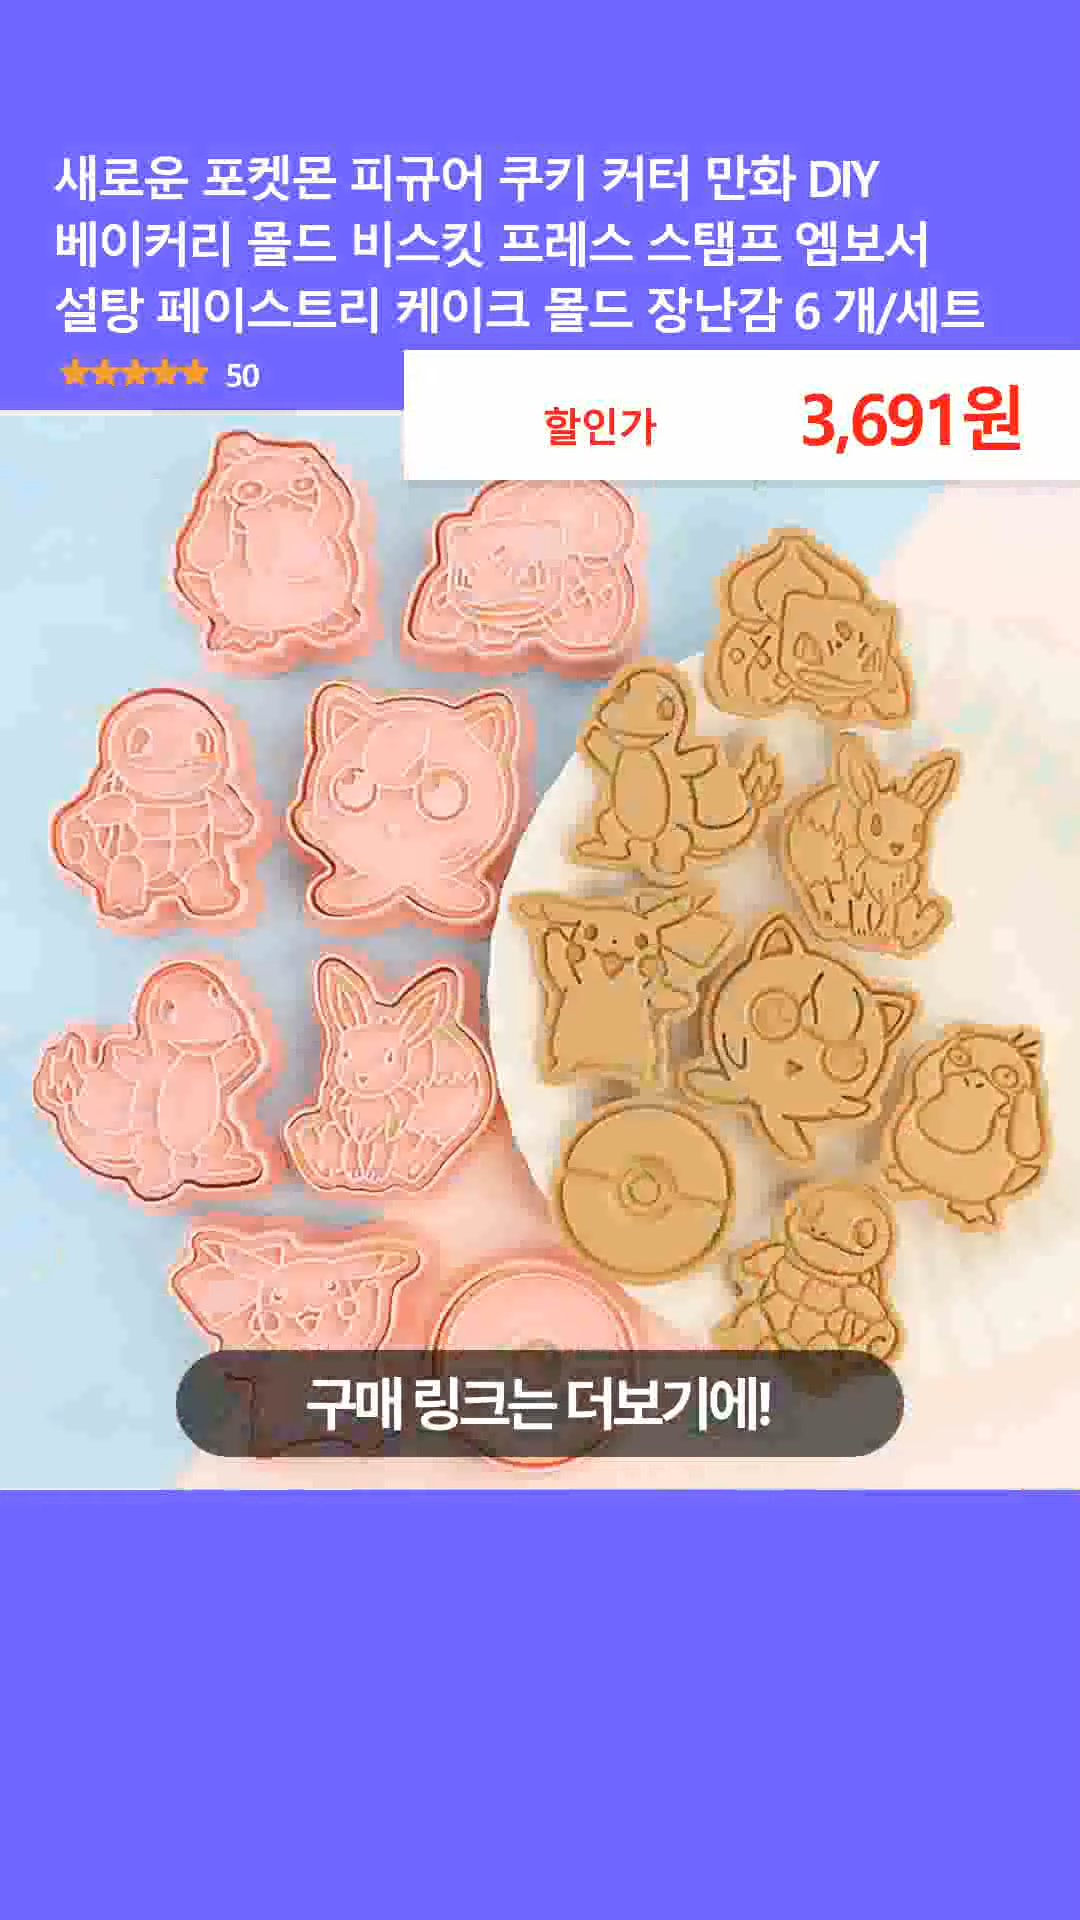 새로운 포켓몬 피규어 쿠키 커터 만화 DIY
베이커리 몰드 비스킷 프레스 스탬프 엠보서
설탕 페이스트리 케이크 몰드 장난감 6 개/세트
★★★★★ 50
할인가 3,691원
구매 링크는 더보기에!